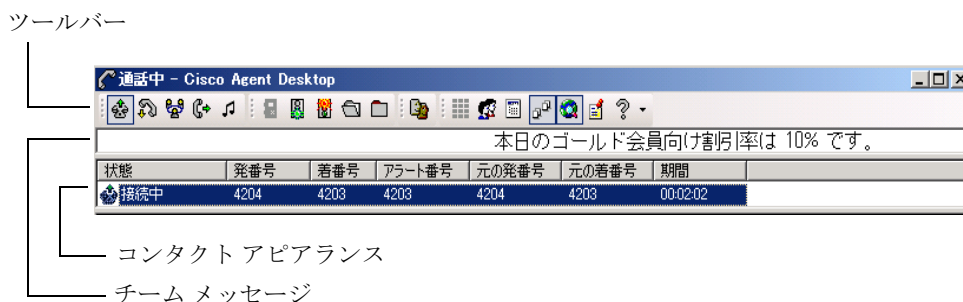 ツールバー
通話中 - Cisco Agent Desktop
本日のゴールド会員向け割引率は 10% です。
状態 発番号 着番号 アラート番号 元の発番号 元の着番号 期間
接続中 4204 4203 4203 4204 4203 00:02:02
コンタクト アピアランス
チーム メッセージ